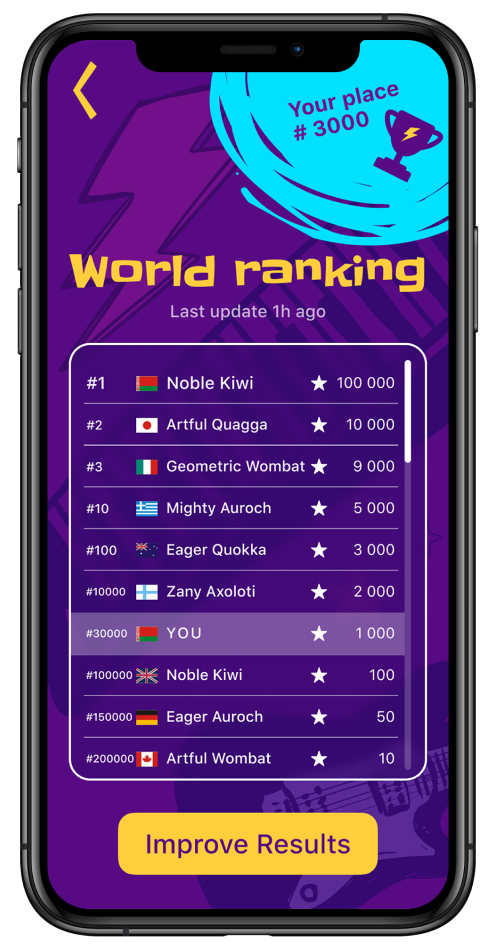 Your place
# 3000
World ranking
Last update 1h ago
#1 Noble Kiwi 100 000
#2 Artful Quagga 10 000
#3 Geometric Wombat 9 000
#10 Mighty Auroch 5 000
#100 Eager Quokka 3 000
#10000 Zany Axoloti 2 000
#30000 YOU 1 000
#100000 Noble Kiwi 100
#150000 Eager Auroch 50
#200000 Artful Wombat 10
Improve Results